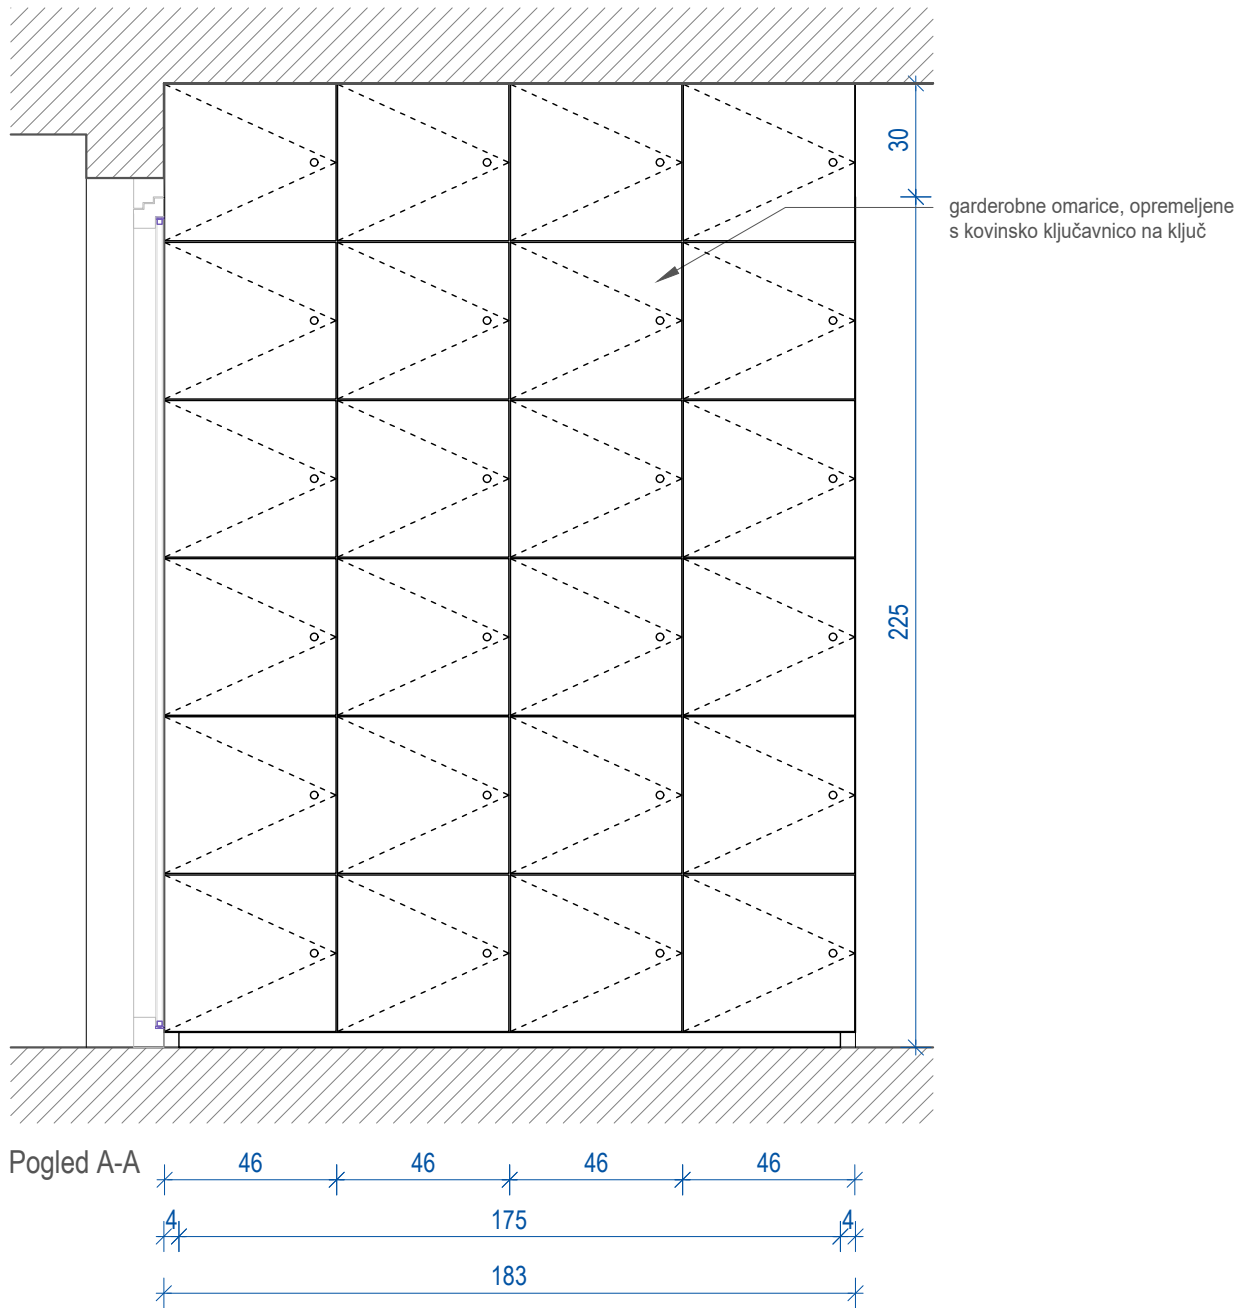 30
garderobne omarice, opremeljene
s kovinsko ključavnico na ključ
225
Pogled A-A
46 46 46 46
4 175 4
183